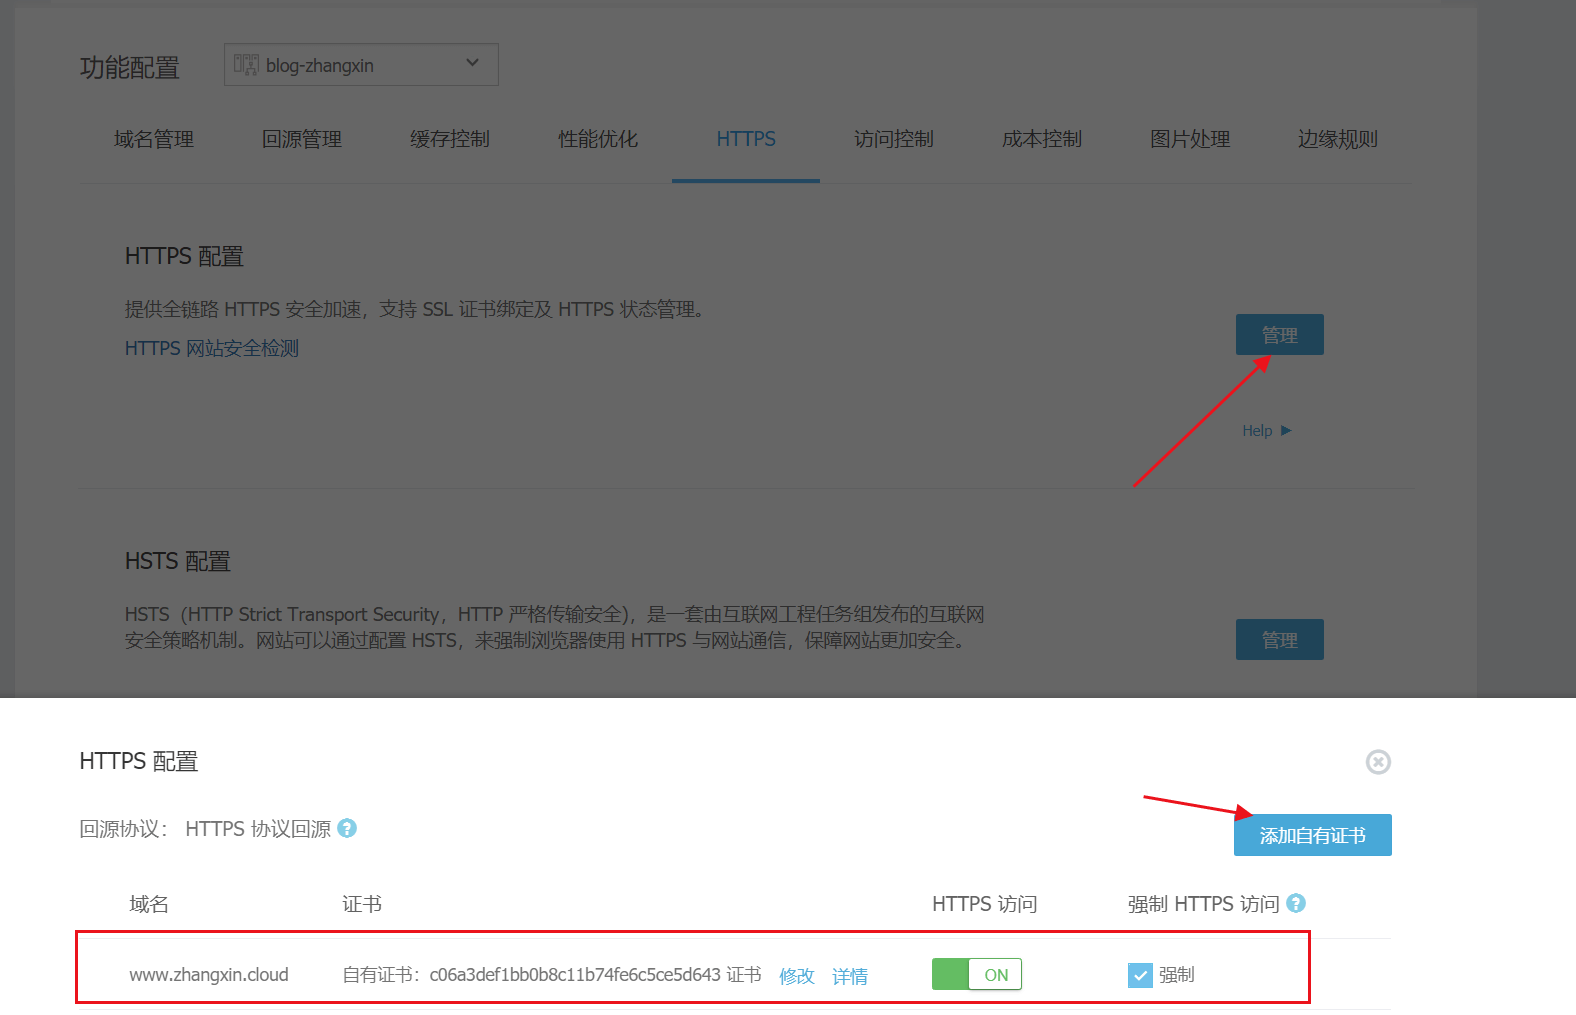 功能配置
blog-zhangxin
域名管理 回源管理 缓存控制 性能优化 HTTPS 访问控制 成本控制 图片处理 边缘规则
HTTPS 配置
提供全链路 HTTPS 安全加速，支持 SSL 证书绑定及 HTTPS 状态管理。
HTTPS 网站安全检测
管理
Help
HSTS 配置
HSTS（HTTP Strict Transport Security，HTTP 严格传输安全），是一套由互联网工程任务组发布的互联网
安全策略机制。网站可以通过配置 HSTS，来强制浏览器使用 HTTPS 与网站通信，保障网站更加安全。
管理
HTTPS 配置
回源协议： HTTPS 协议回源 ?
添加自有证书
域名 证书 HTTPS 访问 强制 HTTPS 访问 ?
www.zhangxin.cloud 自有证书：c06a3def1bb0b8c11b74fe6c5ce5d643 证书 修改 详情 ON 强制